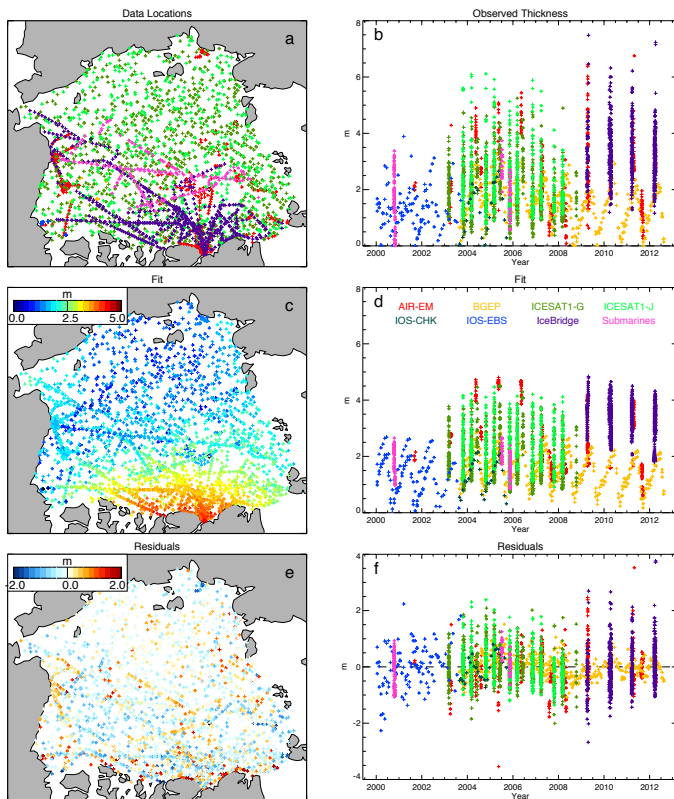 Data Locations
a
Observed Thickness
b
6
4
m
2
0
2000 2002 2004 2006 2008 2010 2012
Year
Fit
c
m
0.0 2.5 5.0
Fit
d
AIR-EM BGEP ICESAT1-G ICESAT1-J
IOS-CHK IOS-EBS IceBridge Submarines
6
4
m
2
0
2000 2002 2004 2006 2008 2010 2012
Year
Residuals
e
m
-2.0 0.0 2.0
Residuals
f
4
2
m
0
-2
-4
2000 2002 2004 2006 2008 2010 2012
Year